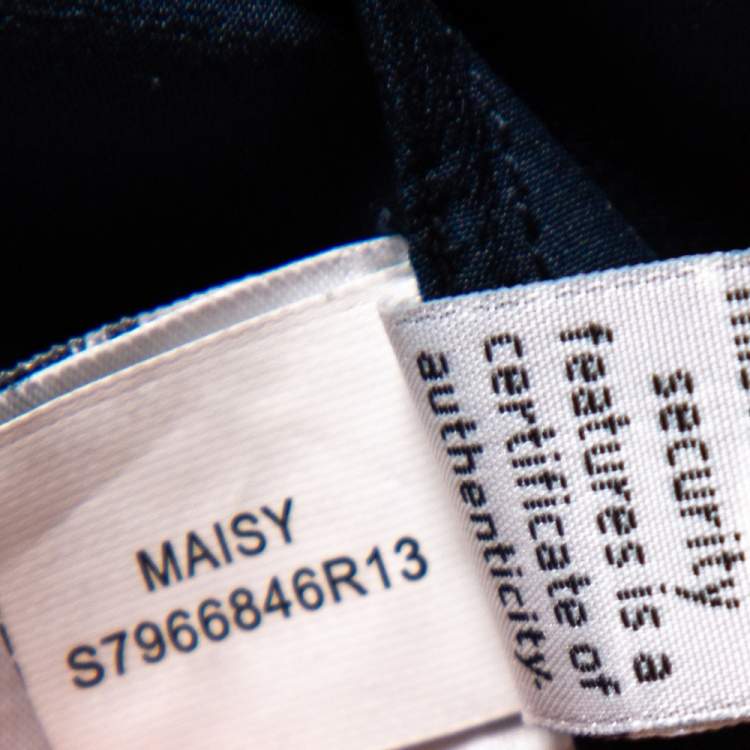 MAISY
S7966846R13
security
features is a
certificate of
authenticity.